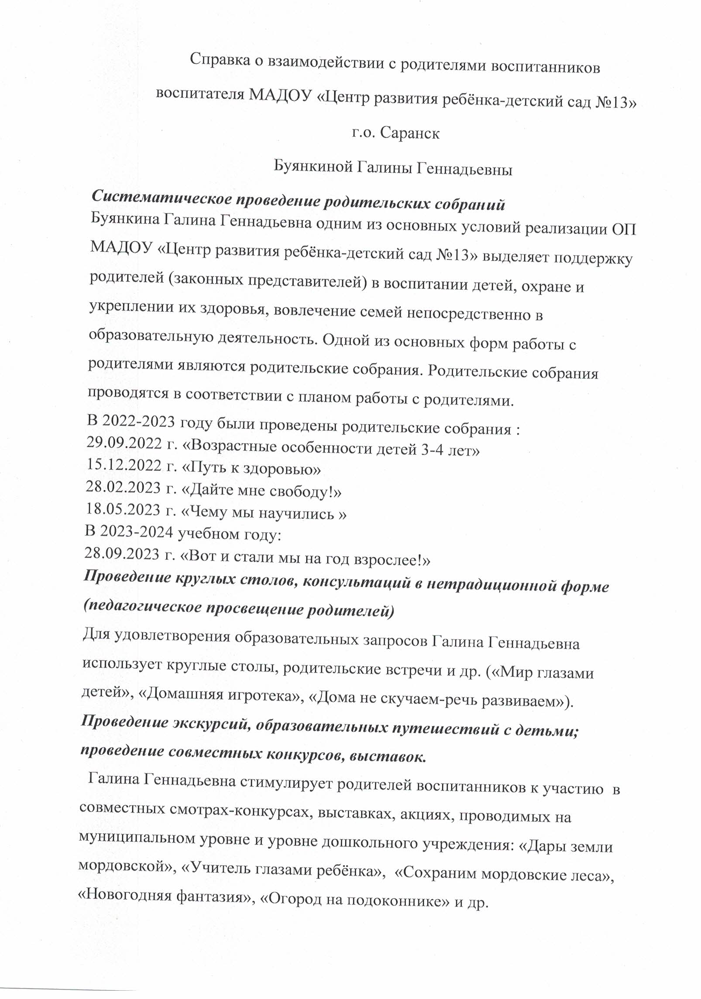 Справка о взаимодействии с родителями воспитанников
воспитателя МАДОУ «Центр развития ребёнка-детский сад №13»
г.о. Саранск
Буянкиной Галины Геннадьевны
Систематическое проведение родительских собраний
Буянкина Галина Геннадьевна одним из основных условий реализации ОП
МАДОУ «Центр развития ребёнка-детский сад №13» выделяет поддержку
родителей (законных представителей) в воспитании детей, охране и
укреплении их здоровья, вовлечение семей непосредственно в
образовательную деятельность. Одной из основных форм работы с
родителями являются родительские собрания. Родительские собрания
проводятся в соответствии с планом работы с родителями.
В 2022-2023 году были проведены родительские собрания :
29.09.2022 г. «Возрастные особенности детей 3-4 лет»
15.12.2022 г. «Путь к здоровью»
28.02.2023 г. «Дайте мне свободу!»
18.05.2023 г. «Чему мы научились »
В 2023-2024 учебном году:
28.09.2023 г. «Вот и стали мы на год взрослее!»
Проведение круглых столов, консультаций в нетрадиционной форме
(педагогическое просвещение родителей)
Для удовлетворения образовательных запросов Галина Геннадьевна
использует круглые столы, родительские встречи и др. («Мир глазами
детей», «Домашняя игротека», «Дома не скучаем-речь развиваем»).
Проведение экскурсий, образовательных путешествий с детьми;
проведение совместных конкурсов, выставок.
Галина Геннадьевна стимулирует родителей воспитанников к участию в
совместных смотрах-конкурсах, выставках, акциях, проводимых на
муниципальном уровне и уровне дошкольного учреждения: «Дары земли
мордовской», «Учитель глазами ребёнка», «Сохраним мордовские леса»,
«Новогодняя фантазия», «Огород на подоконнике» и др.